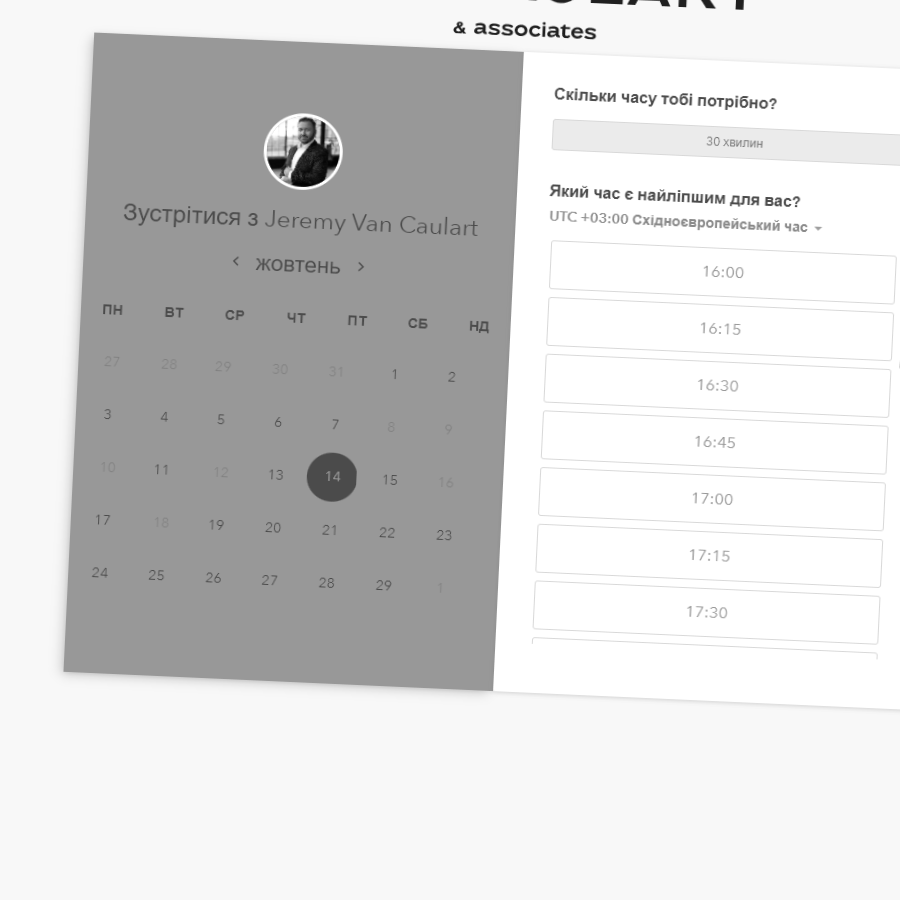 & associates
Зустрітися з Jeremy Van Caulart
жовтень
ПН ВТ СР ЧТ ПТ СБ НД
27 28 29 30 31 1 2
3 4 5 6 7 8 9
10 11 12 13 14 15 16
17 18 19 20 21 22 23
24 25 26 27 28 29 1
Скільки часу тобі потрібно?
30 хвилин
Який час є найліпшим для вас?
UTC +03:00 Східноєвропейський час
16:00
16:15
16:30
16:45
17:00
17:15
17:30